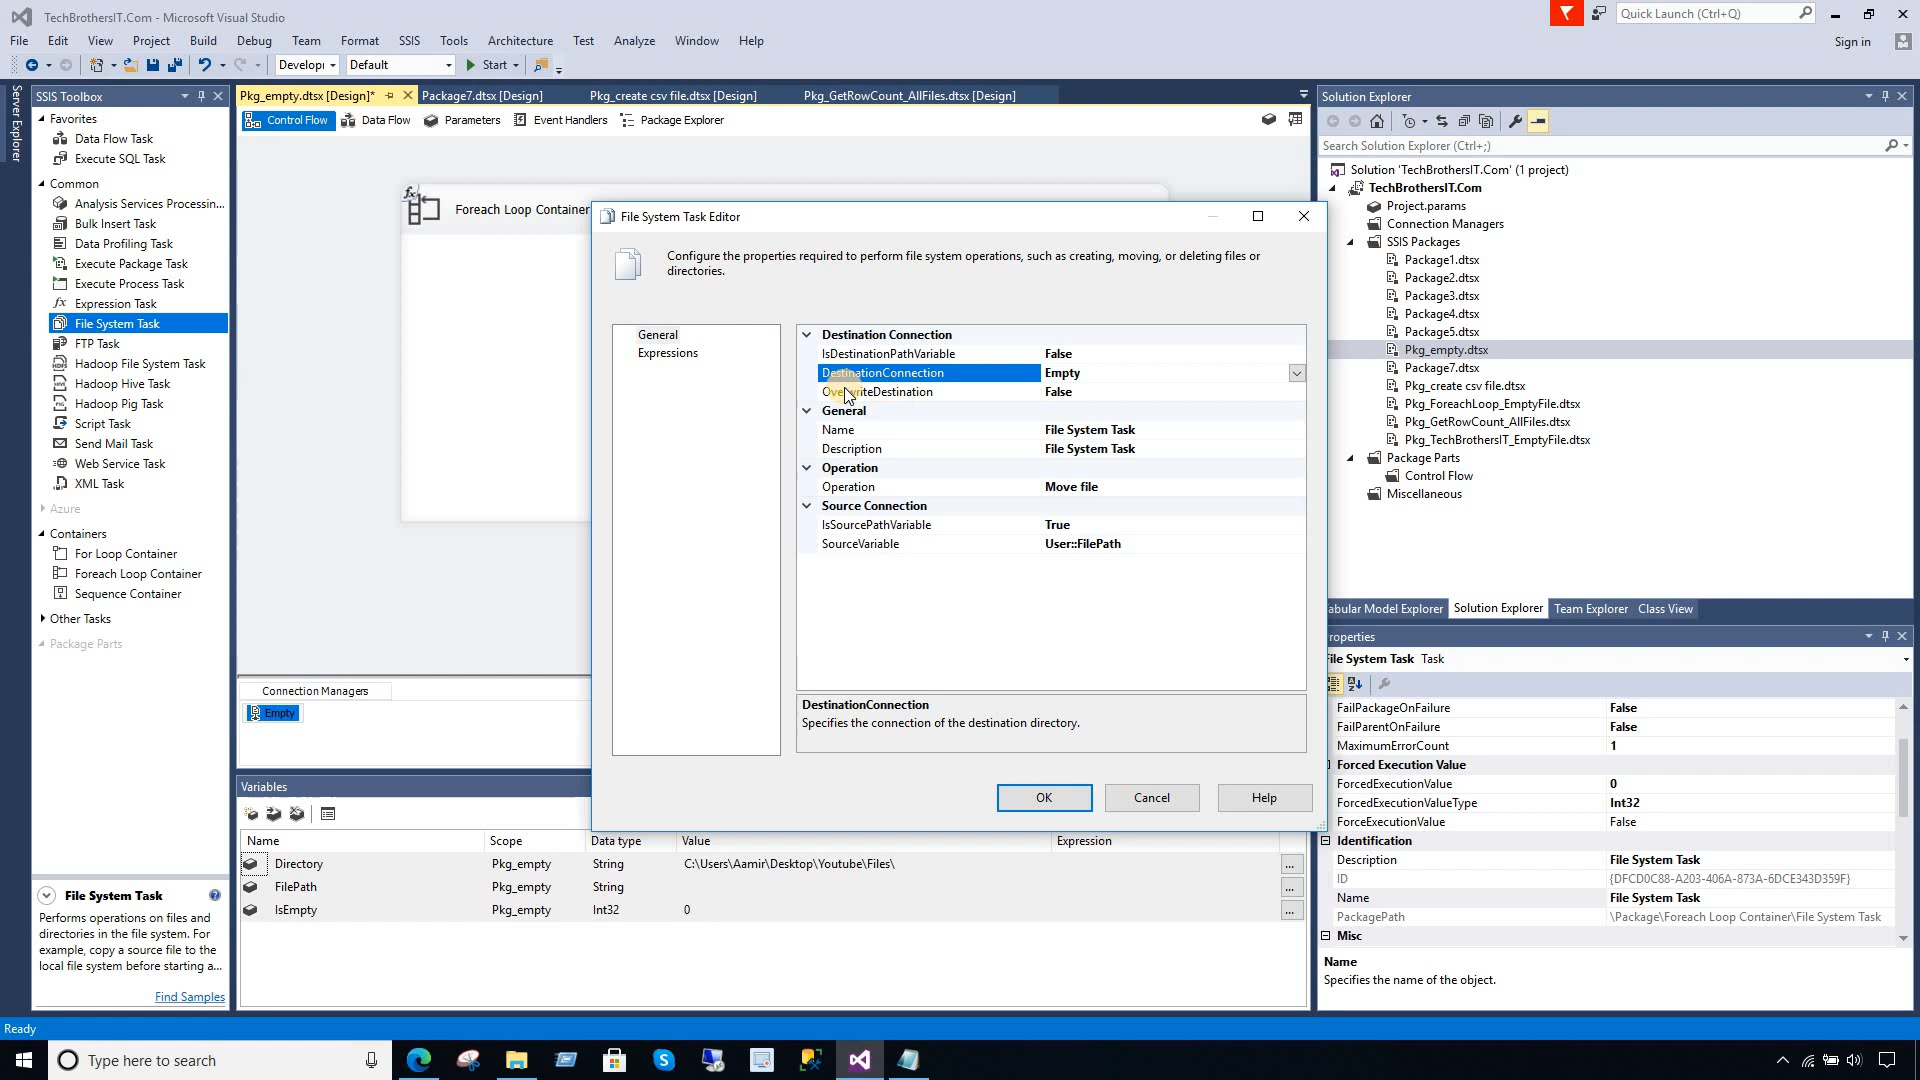 TechBrothersIT.Com - Microsoft Visual Studio
Quick Launch (Ctrl+Q)
File Edit View Project Build Debug Team Format SSIS Tools Architecture Test Analyze Window Help
Sign in
Develop Default Start
Server Explorer
SSIS Toolbox
Favorites
Data Flow Task
Execute SQL Task
Common
Analysis Services Processin...
Bulk Insert Task
Data Profiling Task
Execute Package Task
Execute Process Task
Expression Task
File System Task
FTP Task
Hadoop File System Task
Hadoop Hive Task
Hadoop Pig Task
Script Task
Send Mail Task
Web Service Task
XML Task
Azure
Containers
For Loop Container
Foreach Loop Container
Sequence Container
Other Tasks
Package Parts
File System Task
Performs operations on files and
directories in the file system. For
example, copy a source file to the
local file system before starting a...
Find Samples
Pkg_empty.dtsx [Design]* Package7.dtsx [Design] Pkg_create csv file.dtsx [Design] Pkg_GetRowCount_AllFiles.dtsx [Design]
Control Flow Data Flow Parameters Event Handlers Package Explorer
fx
Foreach Loop Container
File System Task Editor
Configure the properties required to perform file system operations, such as creating, moving, or deleting files or
directories.
General
Expressions
Destination Connection
IsDestinationPathVariable False
DestinationConnection Empty
OverwriteDestination False
General
Name File System Task
Description File System Task
Operation
Operation Move file
Source Connection
IsSourcePathVariable True
SourceVariable User::FilePath
DestinationConnection
Specifies the connection of the destination directory.
OK Cancel Help
Connection Managers
Empty
Variables
Name Scope Data type Value Expression
Directory Pkg_empty String C:\Users\Aamir\Desktop\Youtube\Files\ ...
FilePath Pkg_empty String ...
IsEmpty Pkg_empty Int32 0 ...
Solution Explorer
Search Solution Explorer (Ctrl+;)
Solution 'TechBrothersIT.Com' (1 project)
TechBrothersIT.Com
Project.params
Connection Managers
SSIS Packages
Package1.dtsx
Package2.dtsx
Package3.dtsx
Package4.dtsx
Package5.dtsx
Pkg_empty.dtsx
Package7.dtsx
Pkg_create csv file.dtsx
Pkg_ForeachLoop_EmptyFile.dtsx
Pkg_GetRowCount_AllFiles.dtsx
Pkg_TechBrothersIT_EmptyFile.dtsx
Package Parts
Control Flow
Miscellaneous
abular Model Explorer Solution Explorer Team Explorer Class View
roperties
File System Task Task
FailPackageOnFailure False
FailParentOnFailure False
MaximumErrorCount 1
Forced Execution Value
ForcedExecutionValue 0
ForcedExecutionValueType Int32
ForceExecutionValue False
Identification
Description File System Task
ID {DFCD0C88-A203-406A-873A-6DCE343D359F}
Name File System Task
PackagePath \Package\Foreach Loop Container\File System Task
Misc
Name
Specifies the name of the object.
Ready
Type here to search